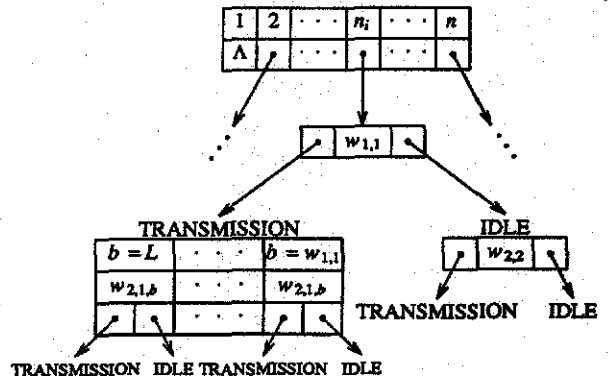 1 2 · · · n_i · · · n
Λ
w_{1,1}
TRANSMISSION IDLE
b = L · · · b = w_{1,1}
w_{2,1,b} · · · w_{2,1,b}
· · ·
w_{2,2}
TRANSMISSION IDLE
TRANSMISSION IDLE TRANSMISSION IDLE